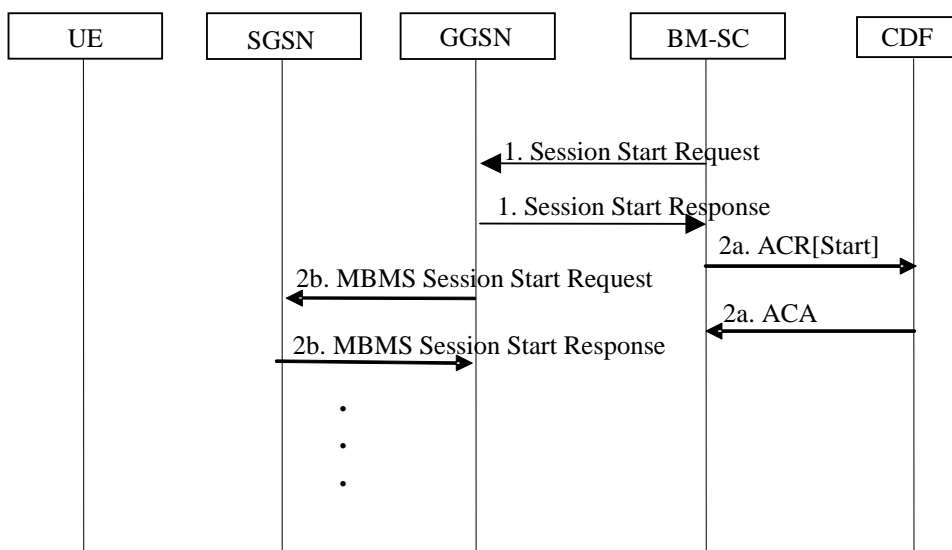 UE
SGSN
GGSN
BM-SC
CDF
1. Session Start Request
1. Session Start Response
2a. ACR[Start]
2b. MBMS Session Start Request
2a. ACA
2b. MBMS Session Start Response